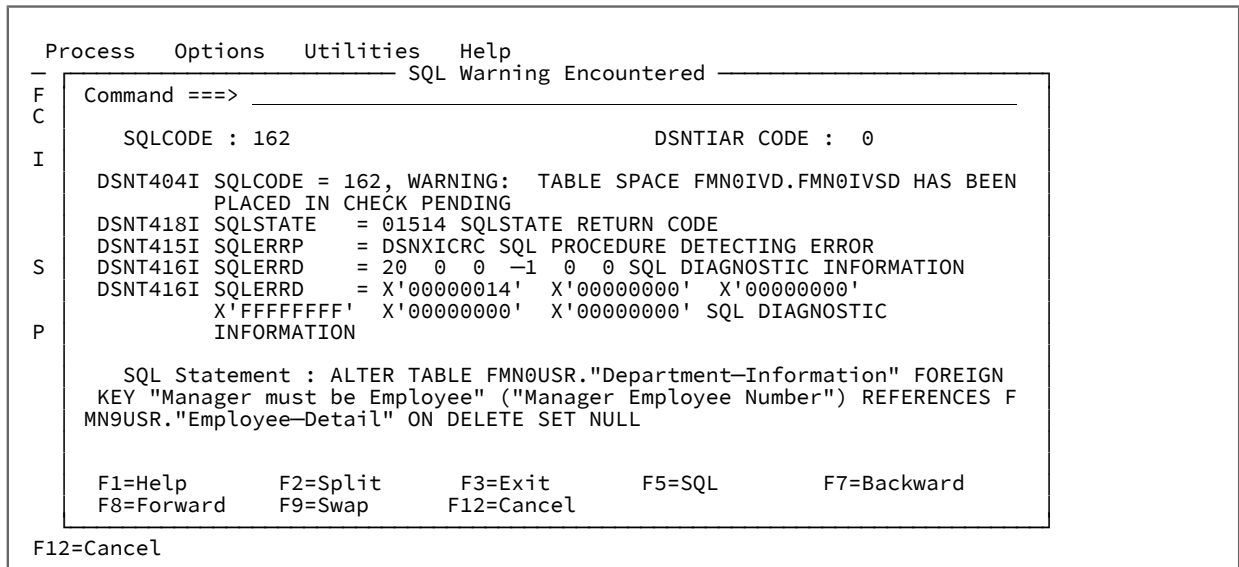 Process Options Utilities Help
SQL Warning Encountered
F Command ===>
C
SQLCODE : 162 DSNTIAR CODE : 0
I
DSNT404I SQLCODE = 162, WARNING: TABLE SPACE FMN0IVD.FMN0IVSD HAS BEEN
PLACED IN CHECK PENDING
DSNT418I SQLSTATE = 01514 SQLSTATE RETURN CODE
DSNT415I SQLERRP = DSNXICRC SQL PROCEDURE DETECTING ERROR
S DSNT416I SQLERRD = 20 0 0 —1 0 0 SQL DIAGNOSTIC INFORMATION
DSNT416I SQLERRD = X'00000014' X'00000000' X'00000000'
X'FFFFFFFF' X'00000000' X'00000000' SQL DIAGNOSTIC
P INFORMATION
SQL Statement : ALTER TABLE FMN0USR."Department—Information" FOREIGN
KEY "Manager must be Employee" ("Manager Employee Number") REFERENCES F
MN9USR."Employee—Detail" ON DELETE SET NULL
F1=Help F2=Split F3=Exit F5=SQL F7=Backward
F8=Forward F9=Swap F12=Cancel
F12=Cancel